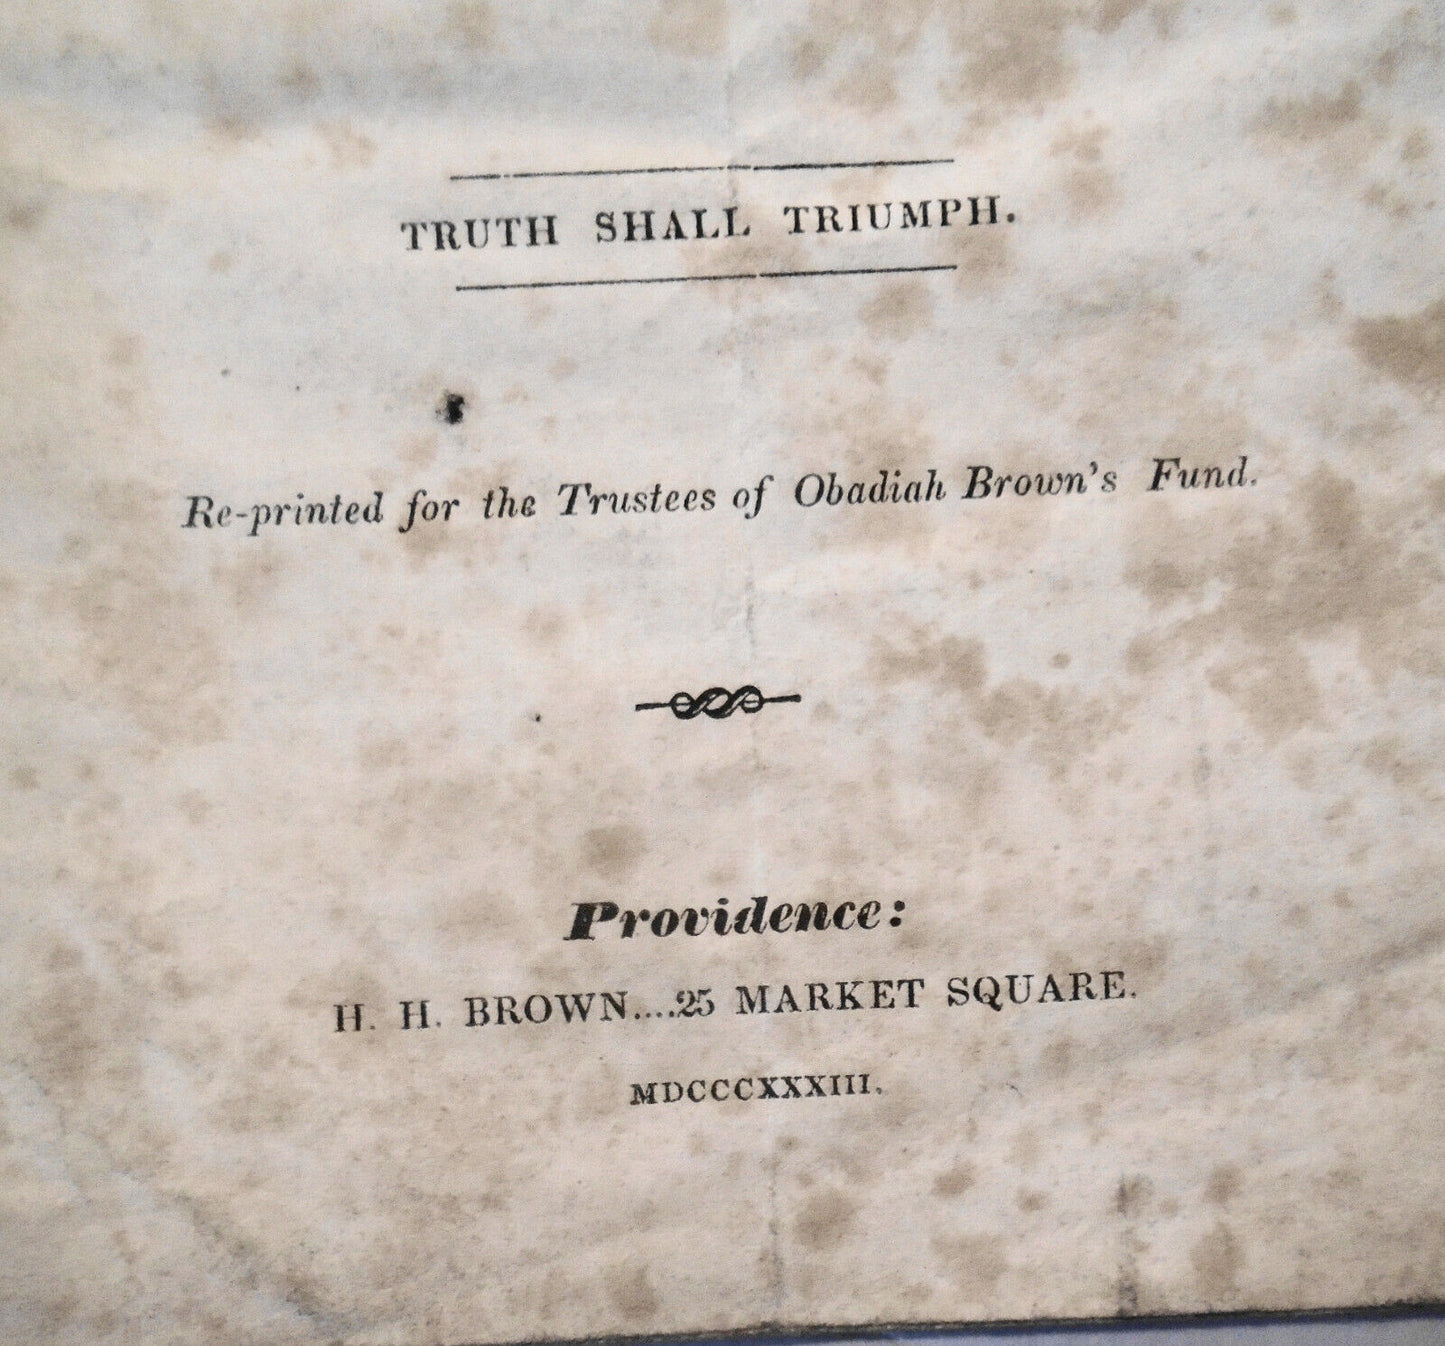 TRUTH SHALL TRIUMPH.
Re-printed for the Trustees of Obadiah Brown's Fund.
Providence:
H. H. BROWN....25 MARKET SQUARE.
MDCCCXXXIII.